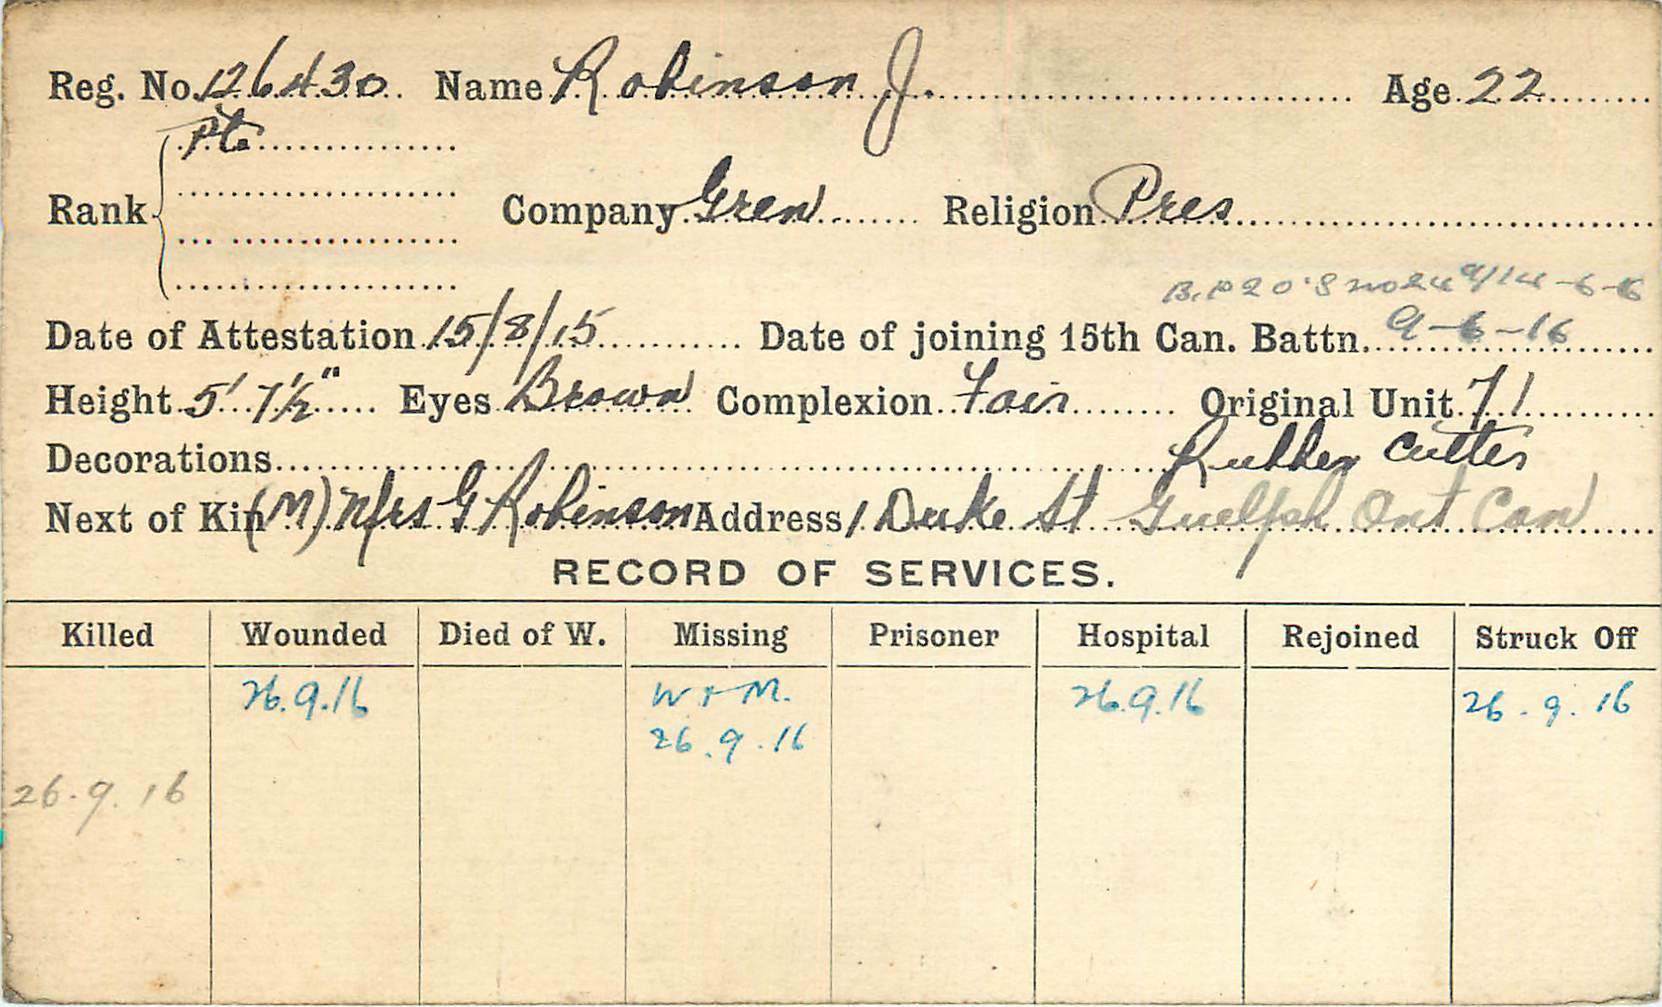 Reg. No. 126430 Name Robinson J. Age 22
Pte
Rank Company Gren Religion Pres
9/14-6-16
Date of Attestation 15/8/15 Date of joining 15th Can. Battn. 9-6-16
Height 5' 7½" Eyes Brown Complexion Fair Original Unit 71
Decorations Rubber Cutter
Next of Kin (M) Mrs G Robinson Address 1 Duke St Guelph Ont Can
RECORD OF SERVICES.
Killed Wounded Died of W. Missing Prisoner Hospital Rejoined Struck Off
26.9.16 W + M. 26.9.16 26.9.16
26.9.16
26.9.16